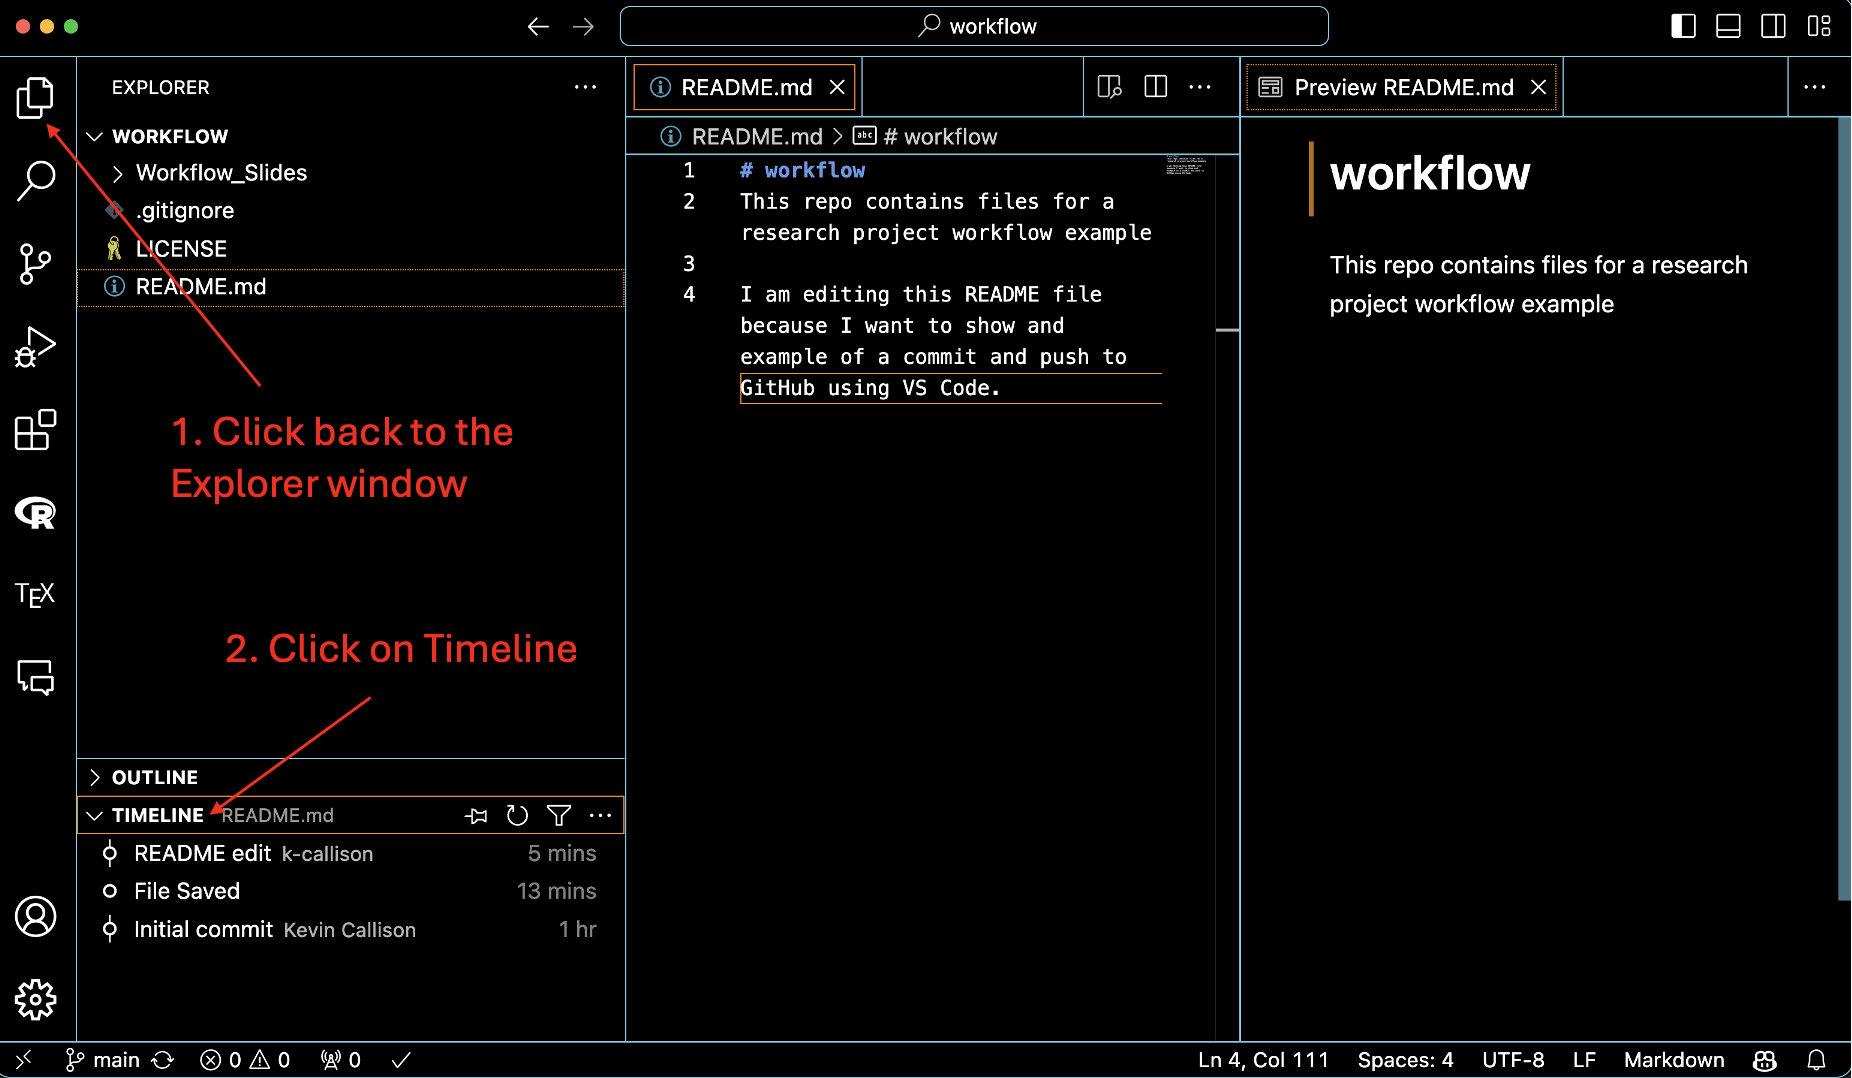 workflow
EXPLORER
WORKFLOW
Workflow_Slides
.gitignore
LICENSE
README.md
1. Click back to the
Explorer window
TEX
2. Click on Timeline
OUTLINE
TIMELINE README.md
README edit k-callison 5 mins
File Saved 13 mins
Initial commit Kevin Callison 1 hr
README.md
README.md > abc # workflow
1 # workflow
2 This repo contains files for a
research project workflow example
3
4 I am editing this README file
because I want to show and
example of a commit and push to
GitHub using VS Code.
Preview README.md
workflow
This repo contains files for a research
project workflow example
main 0 0 0
Ln 4, Col 111 Spaces: 4 UTF-8 LF Markdown